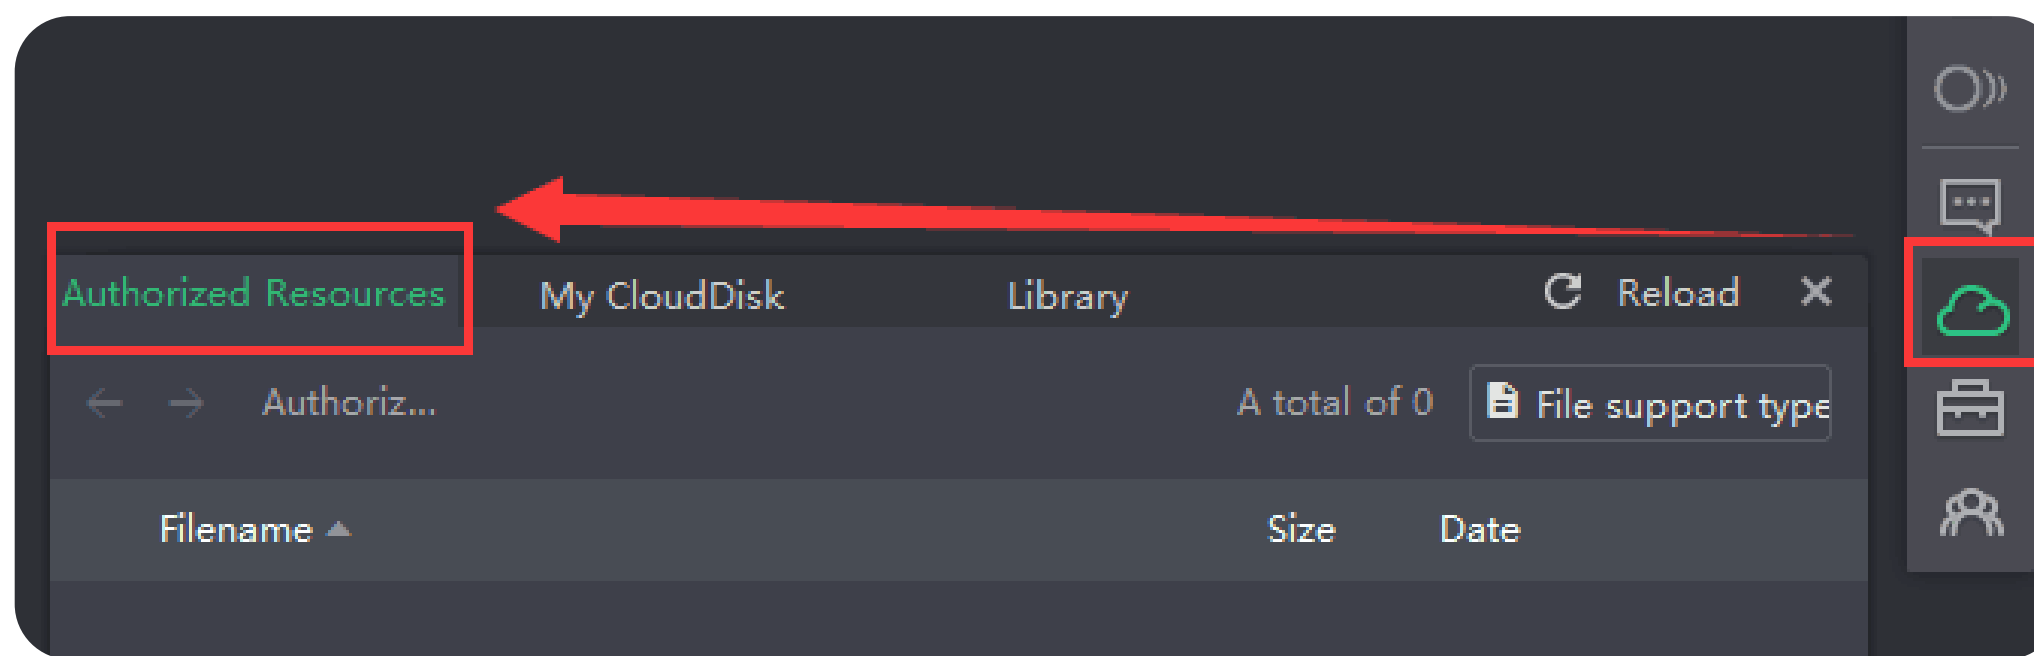 Authorized Resources My CloudDisk Library Reload
Authoriz... A total of 0 File support type
Filename Size Date